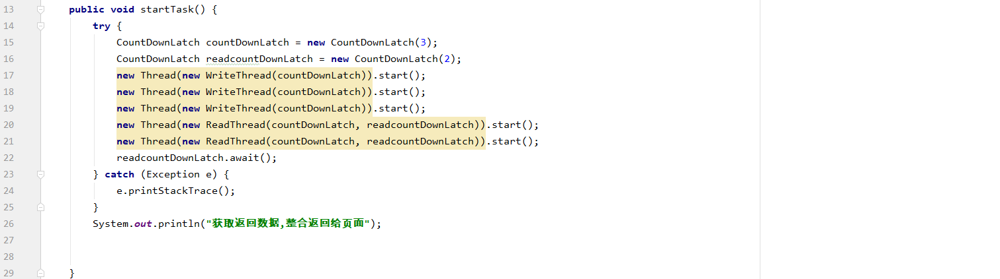 13 public void startTask() {
14 try {
15 CountDownLatch countDownLatch = new CountDownLatch(3);
16 CountDownLatch readcountDownLatch = new CountDownLatch(2);
17 new Thread(new WriteThread(countDownLatch)).start();
18 new Thread(new WriteThread(countDownLatch)).start();
19 new Thread(new WriteThread(countDownLatch)).start();
20 new Thread(new ReadThread(countDownLatch, readcountDownLatch)).start();
21 new Thread(new ReadThread(countDownLatch, readcountDownLatch)).start();
22 readcountDownLatch.await();
23 } catch (Exception e) {
24 e.printStackTrace();
25 }
26 System.out.println("获取返回数据,整合返回给页面");
27
28
29 }